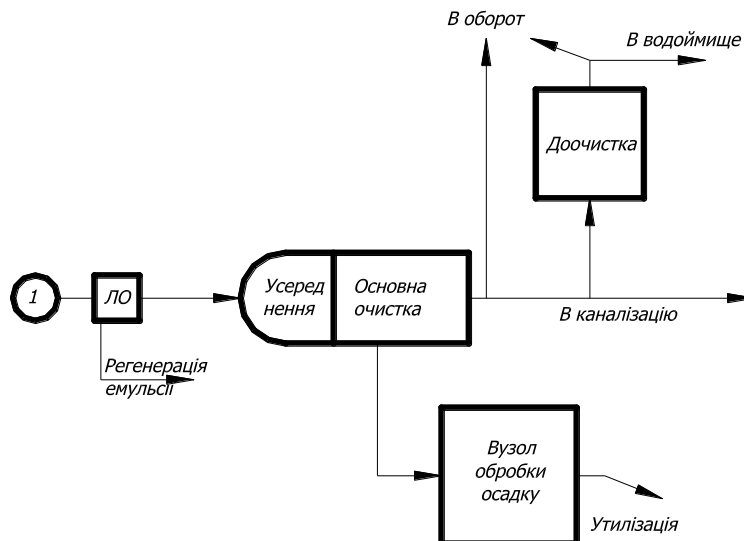 В оборот
В водоймище
Доочистка
1
ЛО
Усеред
нення
Основна
очистка
В каналізацію
Регенерація
емульсії
Вузол
обробки
осадку
Утилізація